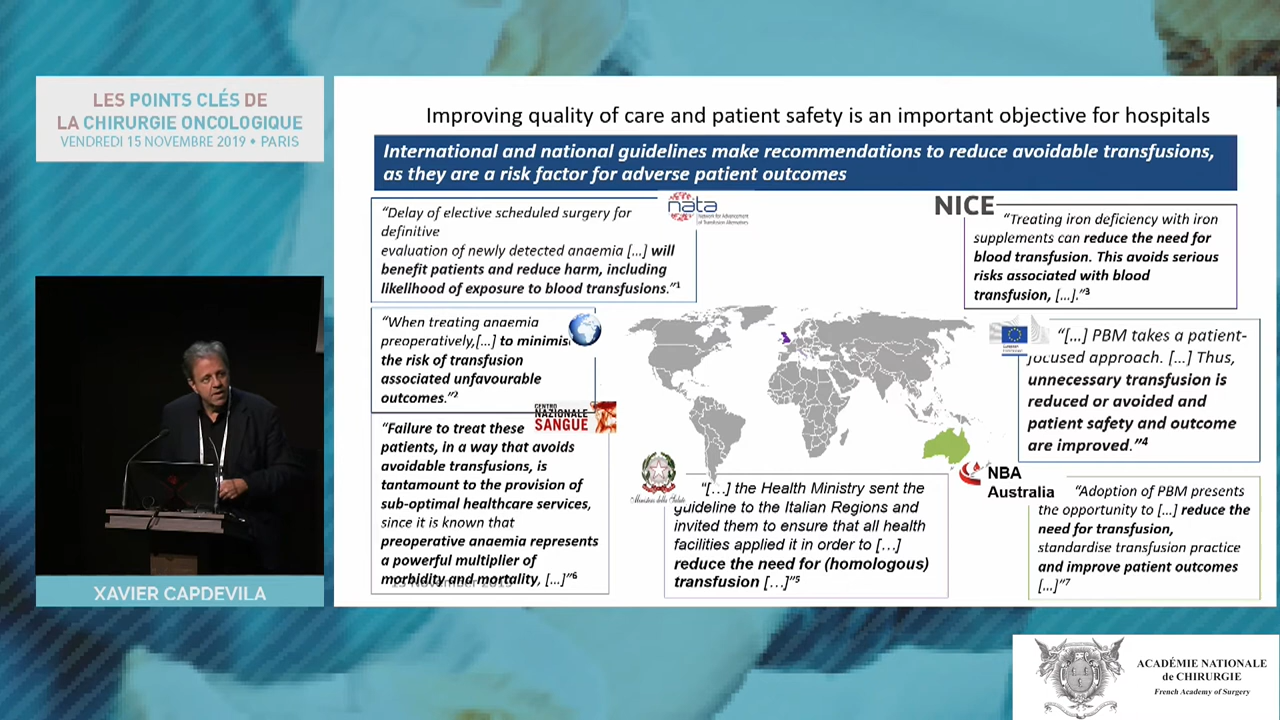 LES POINTS CLÉS DE
LA CHIRURGIE ONCOLOGIQUE
VENDREDI 15 NOVEMBRE 2019 • PARIS
XAVIER CAPDEVILA
Improving quality of care and patient safety is an important objective for hospitals
International and national guidelines make recommendations to reduce avoidable transfusions,
as they are a risk factor for adverse patient outcomes
nata
Network for Advancement
of Transfusion Alternatives
“Delay of elective scheduled surgery for
definitive
evaluation of newly detected anaemia [...] will
benefit patients and reduce harm, including
likelihood of exposure to blood transfusions.”1
NICE
“Treating iron deficiency with iron
supplements can reduce the need for
blood transfusion. This avoids serious
risks associated with blood
transfusion, [...].”3
“When treating anaemia
preoperatively,[...] to minimis
the risk of transfusion
associated unfavourable
outcomes.”2
“[...] PBM takes a patient-
focused approach. [...] Thus,
unnecessary transfusion is
reduced or avoided and
patient safety and outcome
are improved.”4
CENTRO
NAZIONALE
SANGUE
“Failure to treat these
patients, in a way that avoids
avoidable transfusions, is
tantamount to the provision of
sub-optimal healthcare services,
since it is known that
preoperative anaemia represents
a powerful multiplier of
morbidity and mortality, [...]”6
15 November 2019
Ministero della Salute
“[...] the Health Ministry sent the
guideline to the Italian Regions and
invited them to ensure that all health
facilities applied it in order to [...]
reduce the need for (homologous)
transfusion [...]”5
NBA
Australia
“Adoption of PBM presents
the opportunity to [...] reduce the
need for transfusion,
standardise transfusion practice
and improve patient outcomes
[...]”7
ACADÉMIE NATIONALE
de CHIRURGIE
French Academy of Surgery